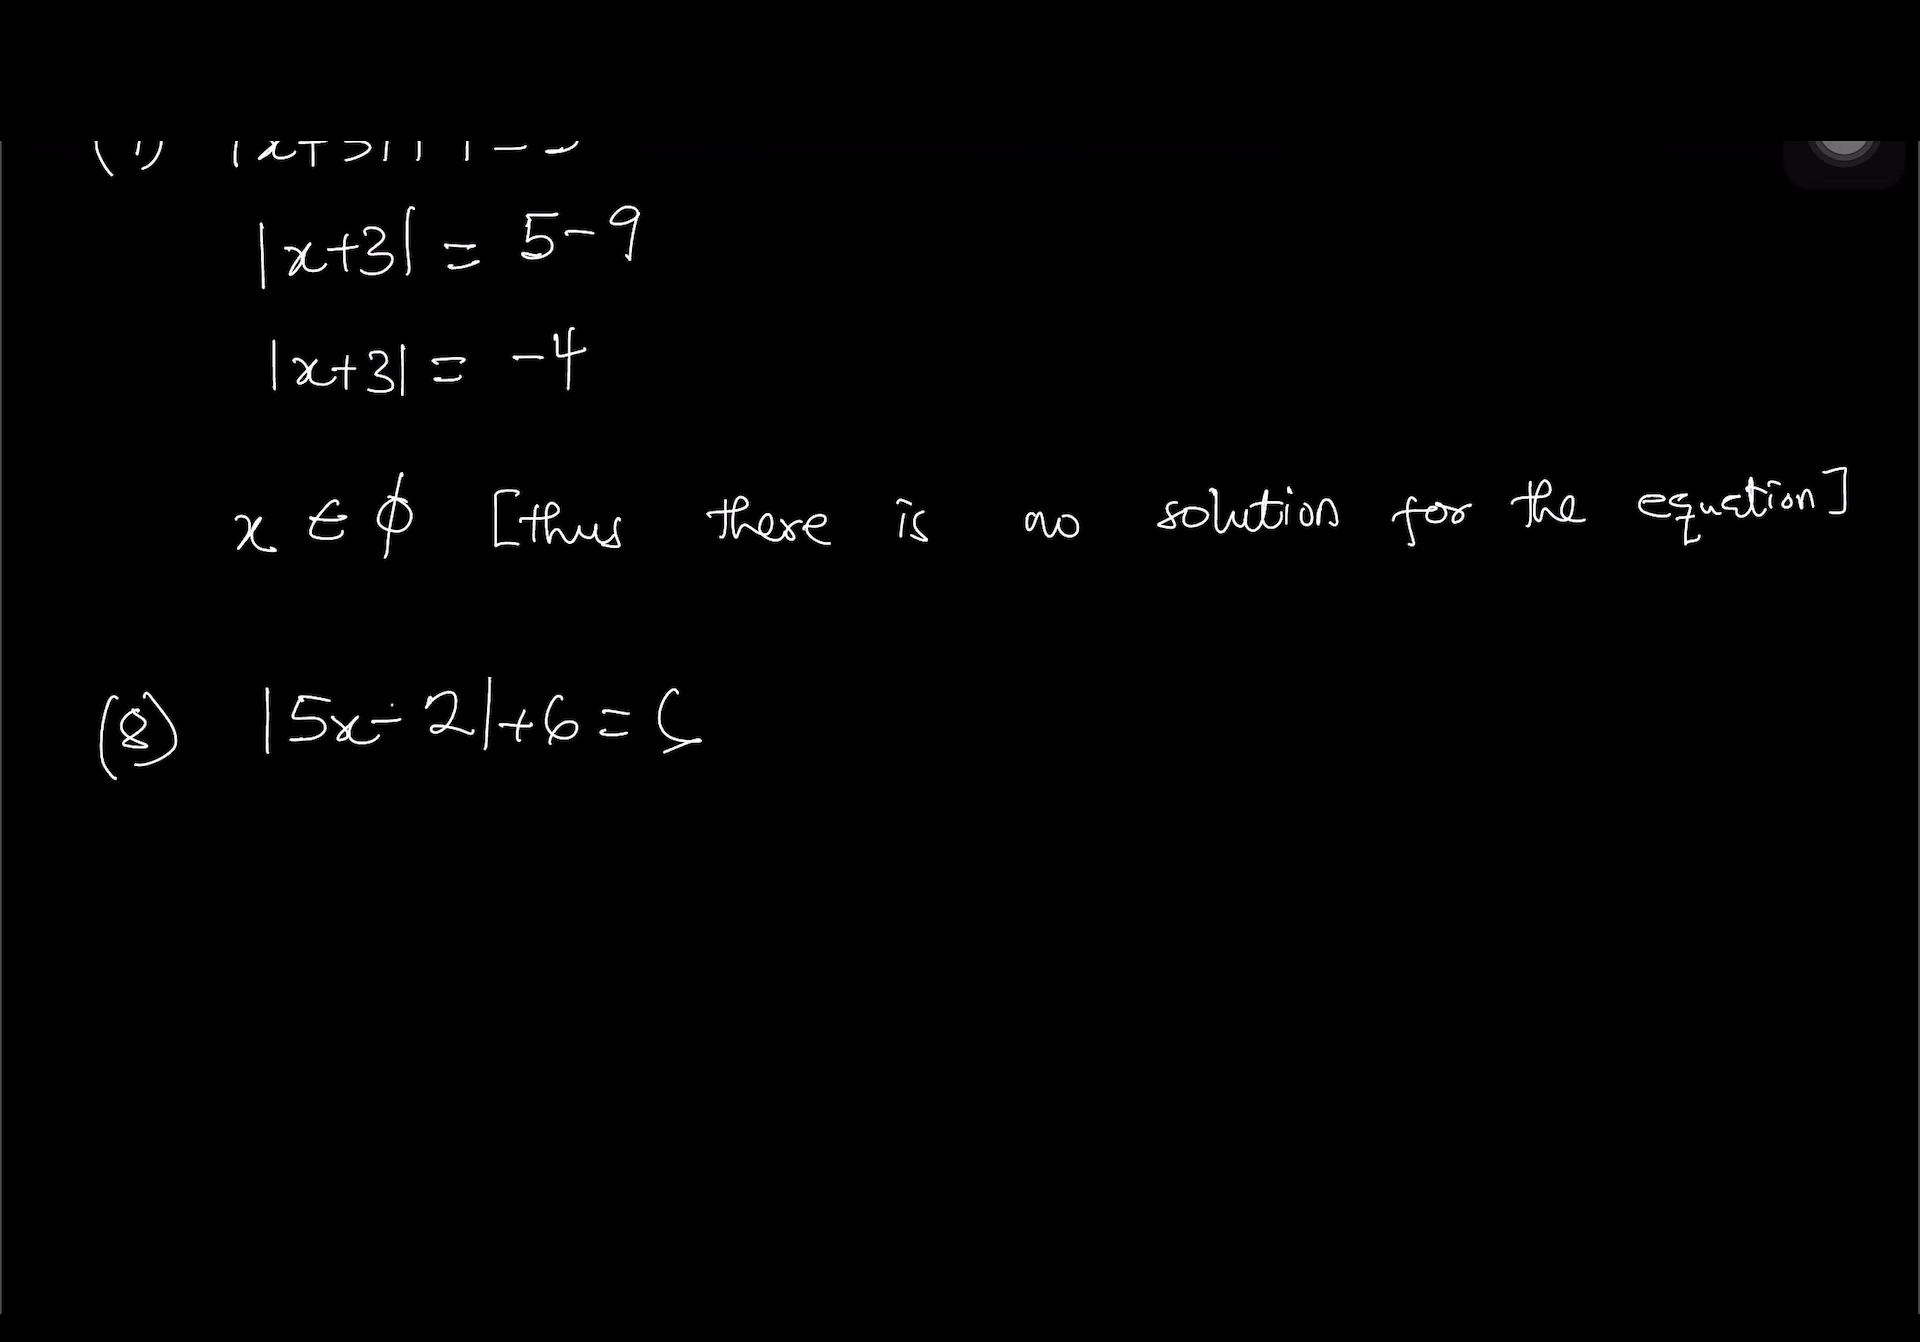 |x+3| = 5-9
|x+3| = -4
x ∈ ϕ [thus there is no solution for the equation]
(8) |5x-2|+6=